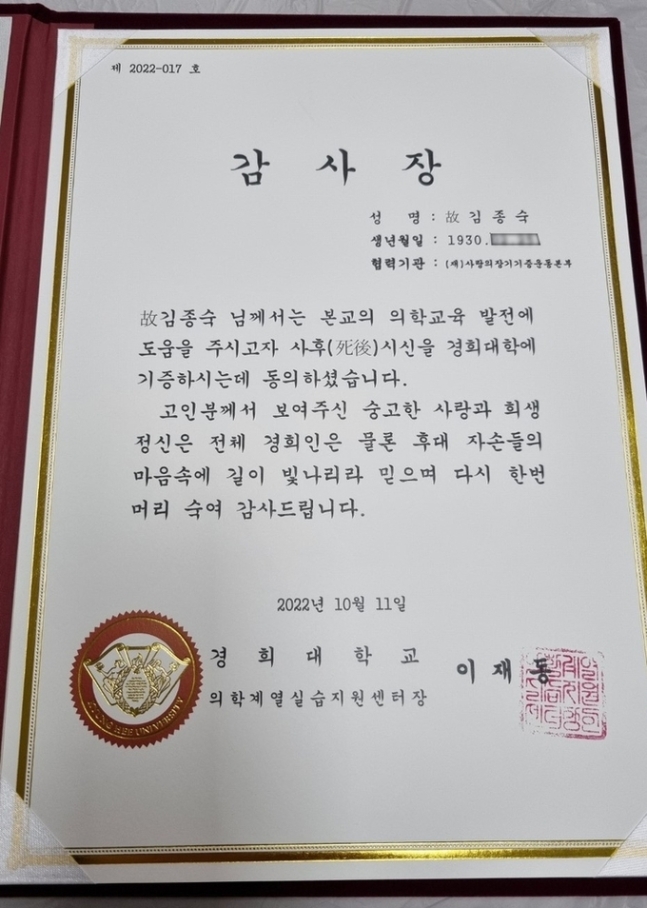 제 2022-017 호
감 사 장
성 명 : 故 김 종 숙
생년월일 : 1930.
협력기관 : (재)사랑의장기기증운동본부
故김종숙 님께서는 본교의 의학교육 발전에
도움을 주시고자 사후(死後)시신을 경희대학에
기증하시는데 동의하셨습니다.
고인분께서 보여주신 숭고한 사랑과 희생
정신은 전체 경희인은 물론 후대 자손들의
마음속에 길이 빛나리라 믿으며 다시 한번
머리 숙여 감사드립니다.
2022년 10월 11일
경 희 대 학 교
의학계열실습지원센터장
이 재 동
KYUNG HEE UNIVERSITY